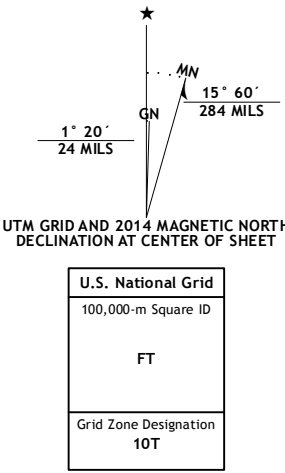 ★
MN
GN
15° 60´
284 MILS
1° 20´
24 MILS
UTM GRID AND 2014 MAGNETIC NORTH
DECLINATION AT CENTER OF SHEET
U.S. National Grid
100,000-m Square ID
FT
Grid Zone Designation
10T